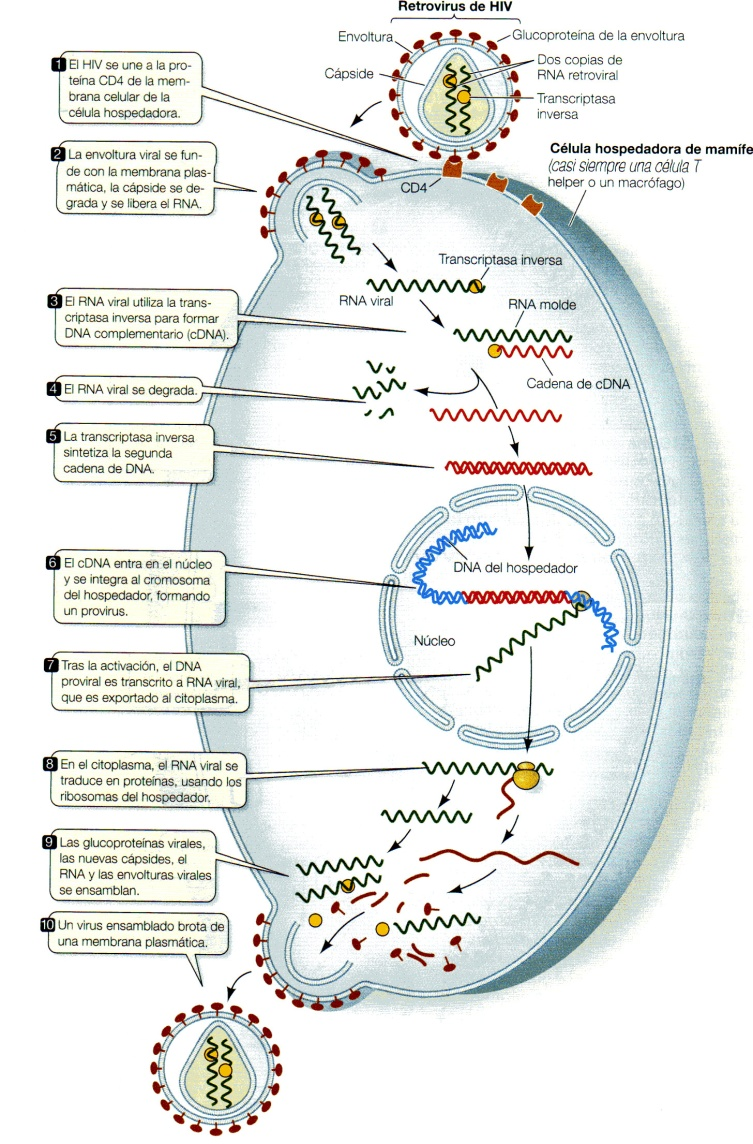 Retrovirus de HIV
Envoltura
Glucoproteína de la envoltura
Cápside
Dos copias de
RNA retroviral
Transcriptasa
inversa
1 El HIV se une a la pro-
teína CD4 de la mem-
brana celular de la
célula hospedadora.
Célula hospedadora de mamífe
(casi siempre una célula T
helper o un macrófago)
CD4
2 La envoltura viral se fun-
de con la membrana plas-
mática, la cápside se de-
grada y se libera el RNA.
Transcriptasa inversa
RNA viral
RNA molde
3 El RNA viral utiliza la trans-
criptasa inversa para formar
DNA complementario (cDNA).
Cadena de cDNA
4 El RNA viral se degrada.
5 La transcriptasa inversa
sintetiza la segunda
cadena de DNA.
6 El cDNA entra en el núcleo
y se integra al cromosoma
del hospedador, formando
un provirus.
DNA del hospedador
Núcleo
7 Tras la activación, el DNA
proviral es transcrito a RNA viral,
que es exportado al citoplasma.
8 En el citoplasma, el RNA viral se
traduce en proteínas, usando los
ribosomas del hospedador.
9 Las glucoproteínas virales,
las nuevas cápsides, el
RNA y las envolturas virales
se ensamblan.
10 Un virus ensamblado brota de
una membrana plasmática.